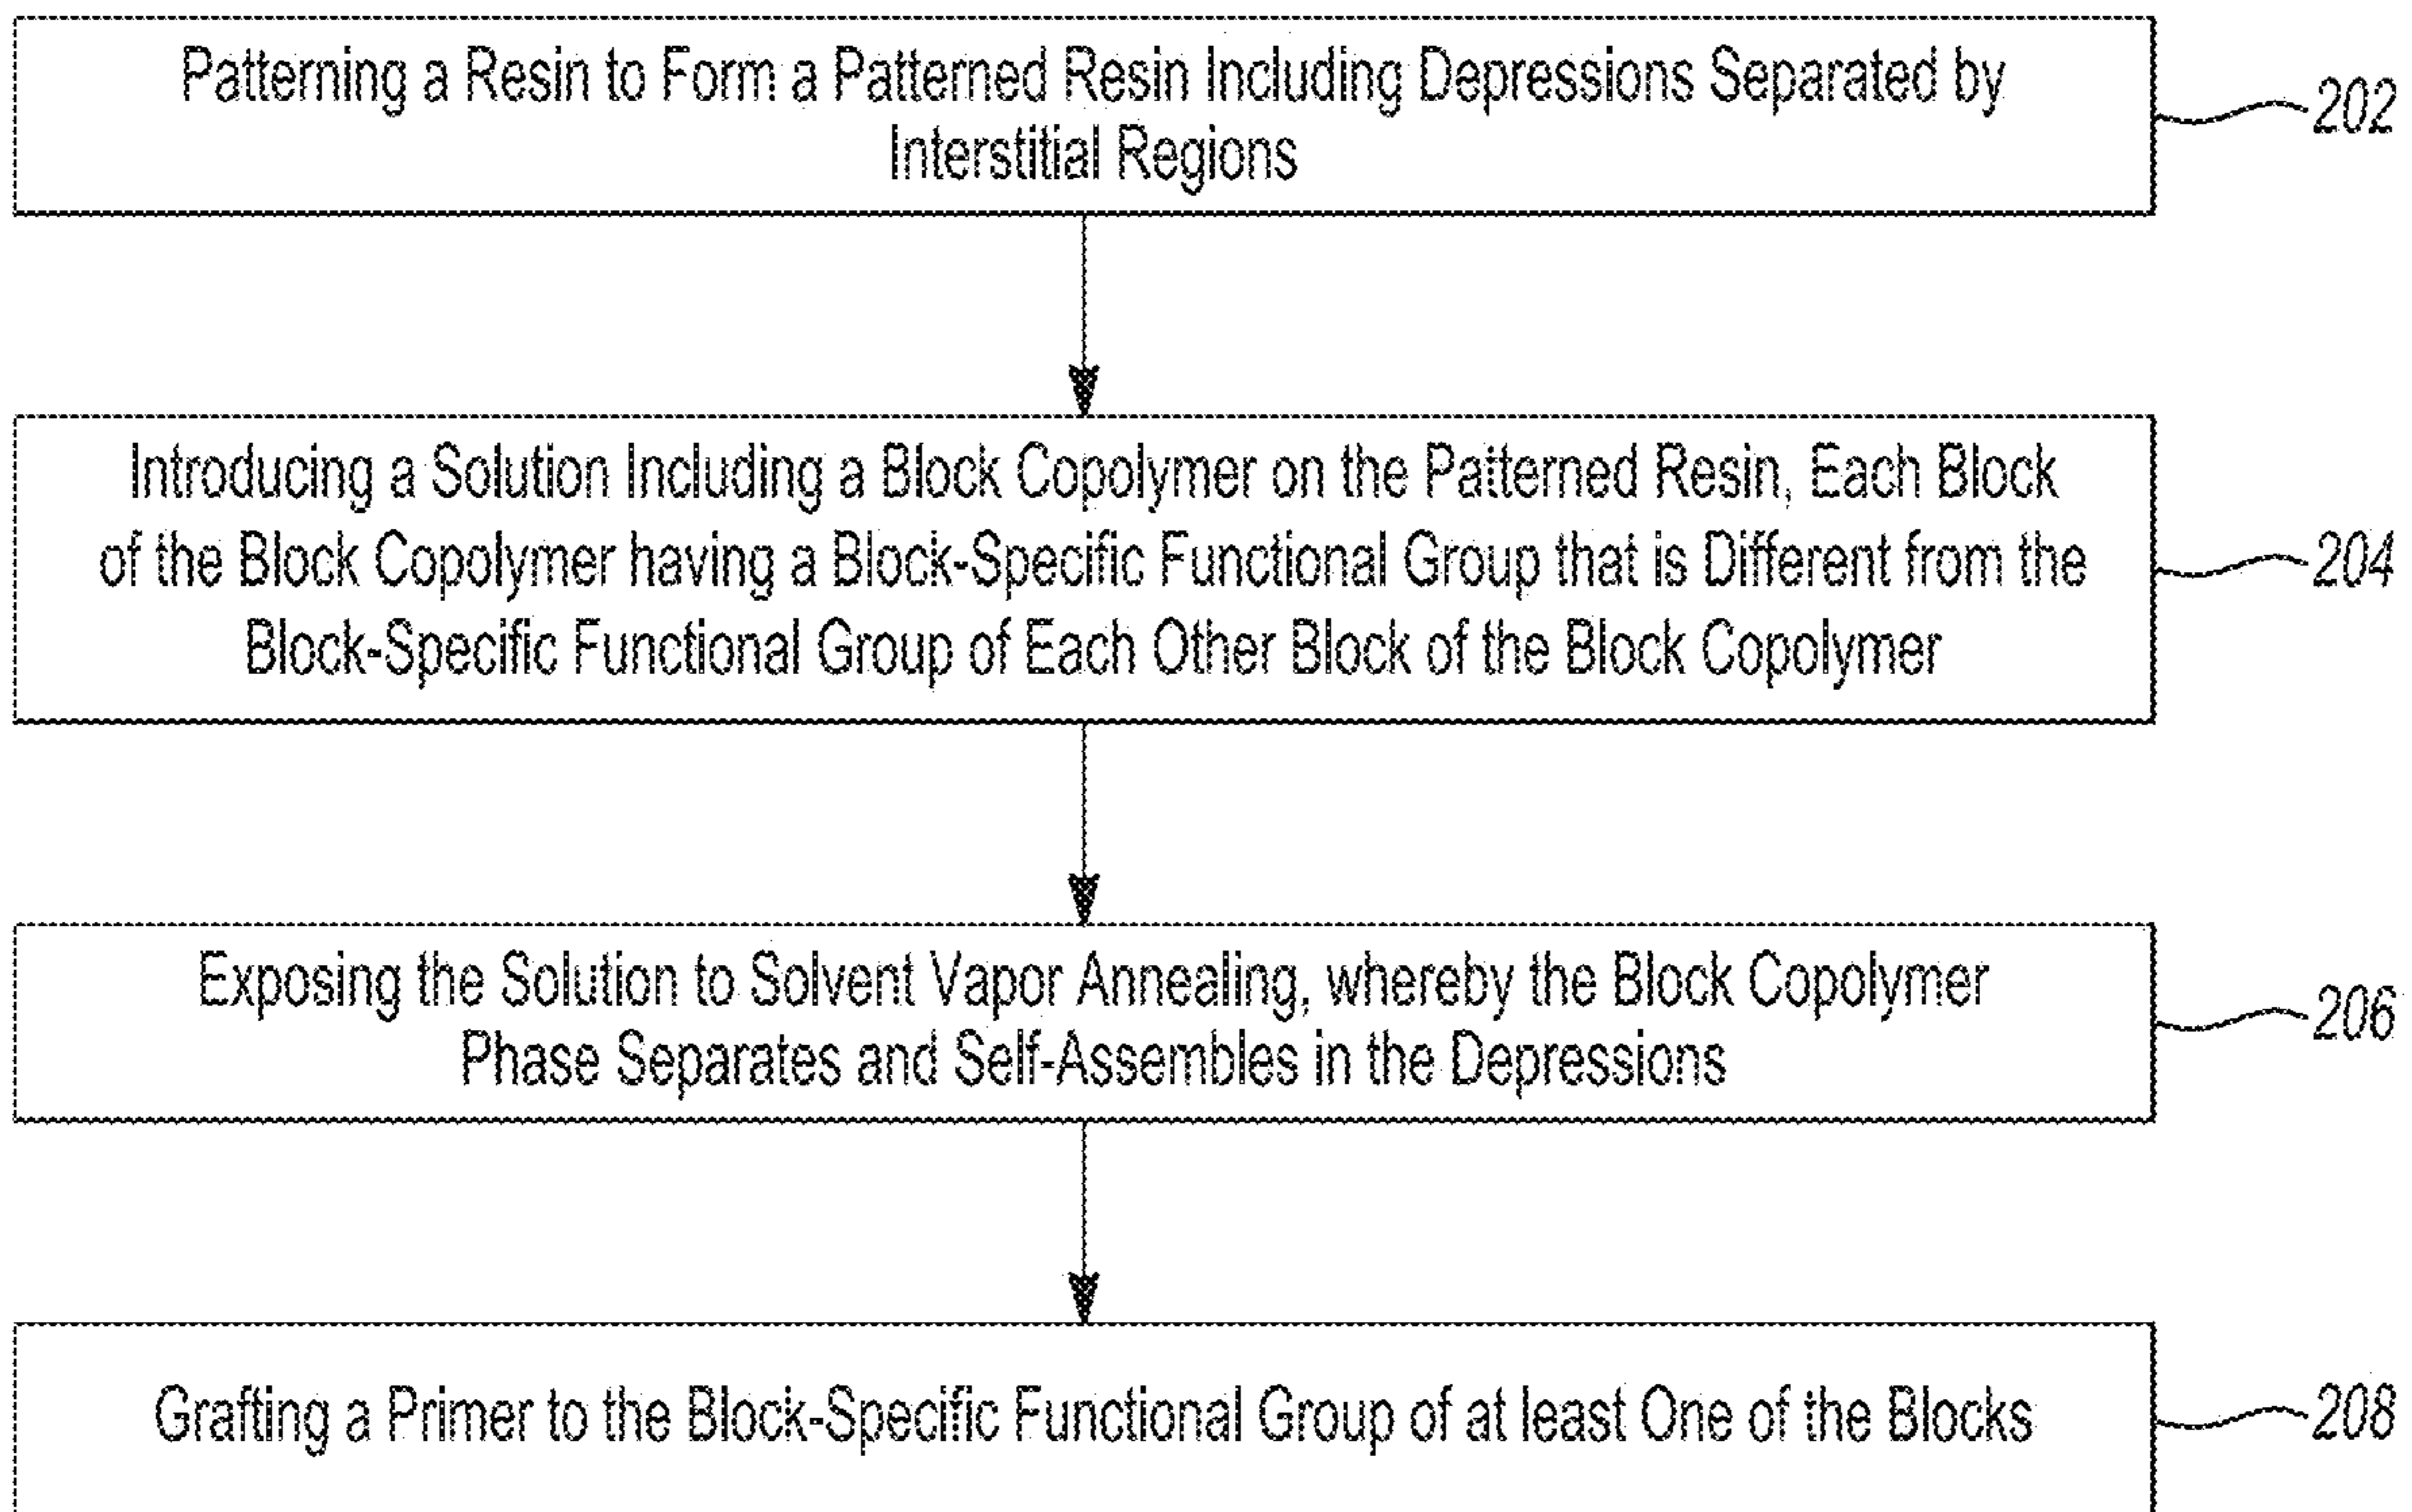 Patterning a Resin to Form a Patterned Resin Including Depressions Separated by
Interstitial Regions
202
Introducing a Solution Including a Block Copolymer on the Patterned Resin, Each Block
of the Block Copolymer having a Block-Specific Functional Group that is Different from the
Block-Specific Functional Group of Each Other Block of the Block Copolymer
204
Exposing the Solution to Solvent Vapor Annealing, whereby the Block Copolymer
Phase Separates and Self-Assembles in the Depressions
206
Grafting a Primer to the Block-Specific Functional Group of at least One of the Blocks
208